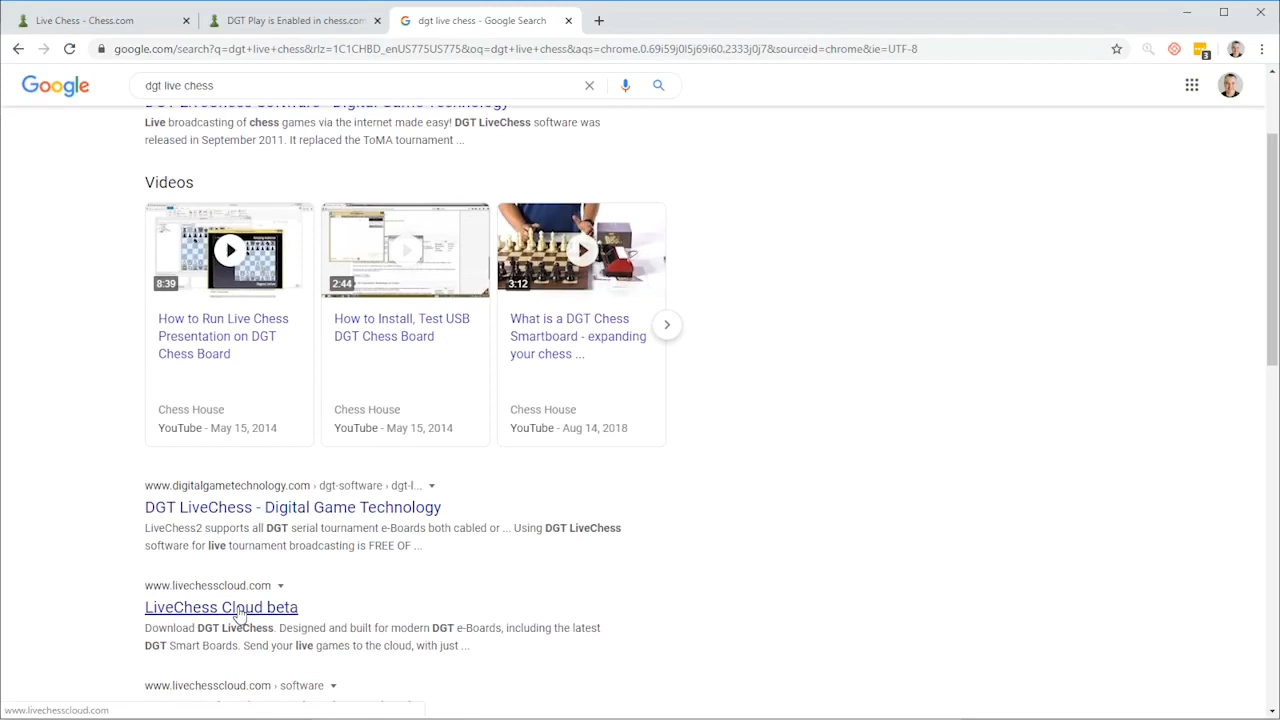 Live Chess - Chess.com
DGT Play is Enabled in chess.com
dgt live chess - Google Search
google.com/search?q=dgt+live+chess&rlz=1C1CHBD_enUS775US775&oq=dgt+live+chess&aqs=chrome.0.69i59j0l5j69i60.2333j0j7&sourceid=chrome&ie=UTF-8
3
Google
dgt live chess
DGT LiveChess Software - Digital Game Technology
Live broadcasting of chess games via the internet made easy! DGT LiveChess software was
released in September 2011. It replaced the ToMA tournament ...
Videos
8:39
2:44
3:12
How to Run Live Chess
Presentation on DGT
Chess Board
How to Install, Test USB
DGT Chess Board
What is a DGT Chess
Smartboard - expanding
your chess ...
Chess House
YouTube - May 15, 2014
Chess House
YouTube - May 15, 2014
Chess House
YouTube - Aug 14, 2018
www.digitalgametechnology.com › dgt-software › dgt-l...
DGT LiveChess - Digital Game Technology
LiveChess2 supports all DGT serial tournament e-Boards both cabled or ... Using DGT LiveChess
software for live tournament broadcasting is FREE OF ...
www.livechesscloud.com
LiveChess Cloud beta
Download DGT LiveChess. Designed and built for modern DGT e-Boards, including the latest
DGT Smart Boards. Send your live games to the cloud, with just ...
www.livechesscloud.com › software
www.livechesscloud.com